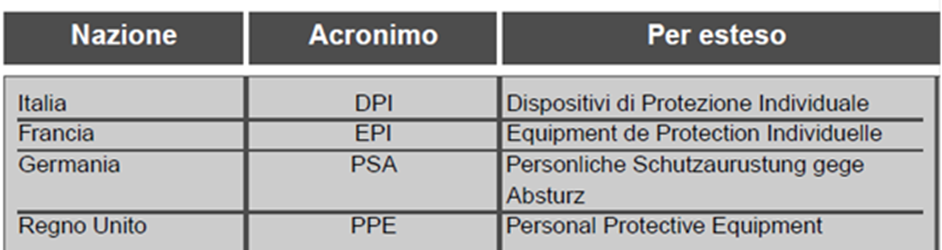 Nazione Acronimo Per esteso
Italia DPI Dispositivi di Protezione Individuale
Francia EPI Equipment de Protection Individuelle
Germania PSA Personliche Schutzaurustung gege
Absturz
Regno Unito PPE Personal Protective Equipment